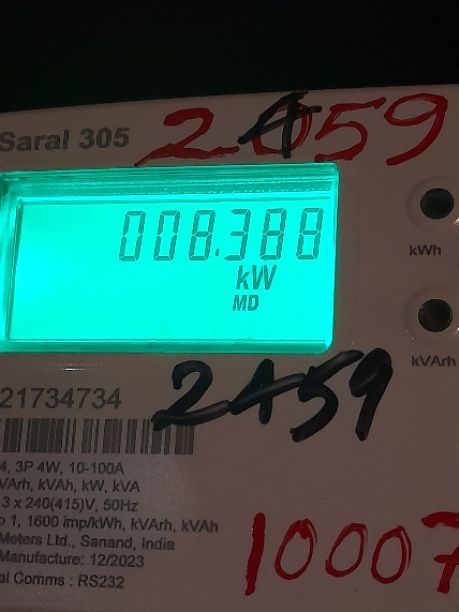 Saral 305
2459
008.388
kW
MD
kWh
kVArh
2459
21734734
4, 3P 4W, 10-100A
VArh, kVAh, kW, kVA
3 x 240(415)V, 50Hz
1, 1600 imp/kWh, kVArh, kVAh
Meters Ltd., Sanand, India
Manufacture: 12/2023
al Comms : RS232
10007